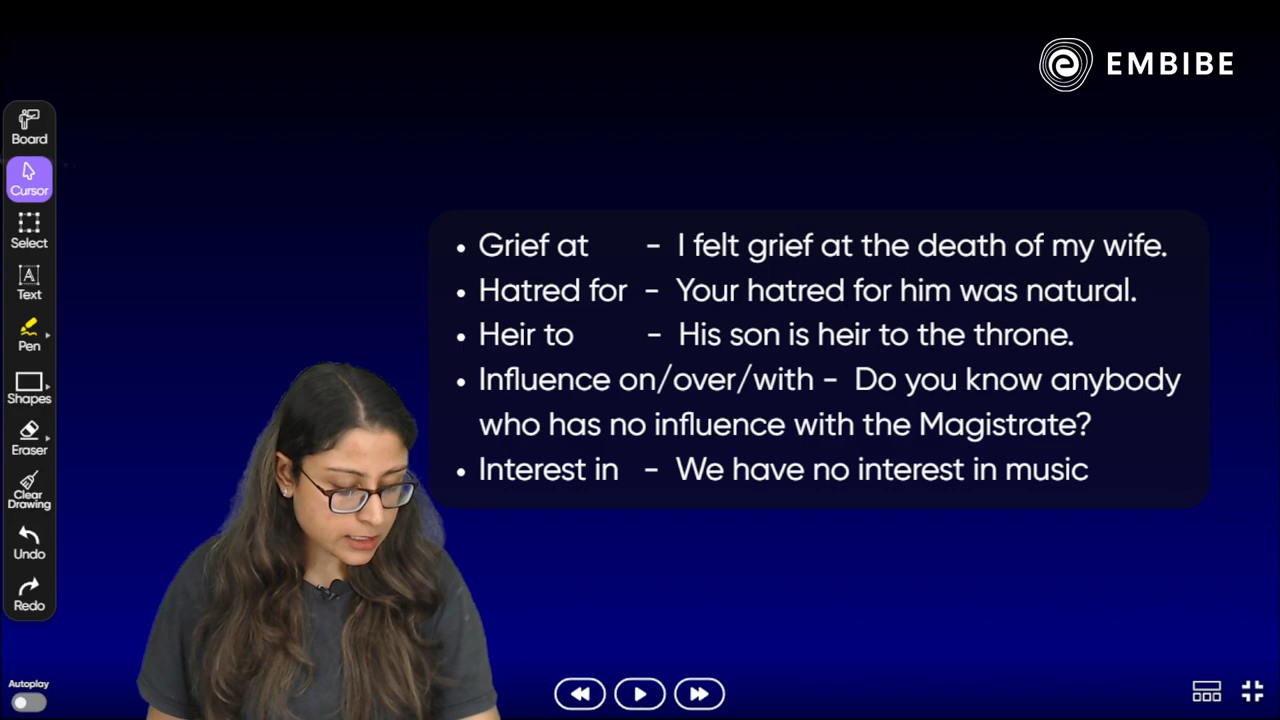 EMBIBE
Board
Cursor
Select
Text
Pen
Shapes
Eraser
Clear
Drawing
Undo
Redo
Autoplay
• Grief at - I felt grief at the death of my wife.
• Hatred for - Your hatred for him was natural.
• Heir to - His son is heir to the throne.
• Influence on/over/with - Do you know anybody
who has no influence with the Magistrate?
• Interest in - We have no interest in music